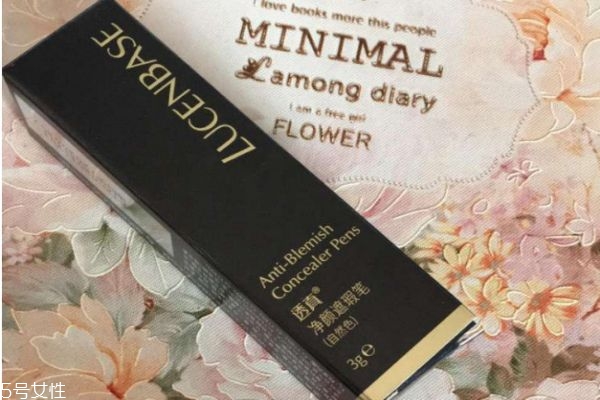 I love books more this people
MINIMAL
Lamong diary
I am a free girl
FLOWER
LUCENBASE
Anti-Blemish
Concealer Pens
透真®
净颜遮瑕笔
(自然色)
3g℮
5号女性